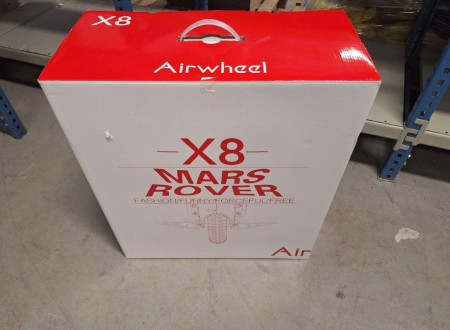 X8
Airwheel
X8
MARS
ROVER
FASHION/FUNNY/FORCEFUL/FREE
Air